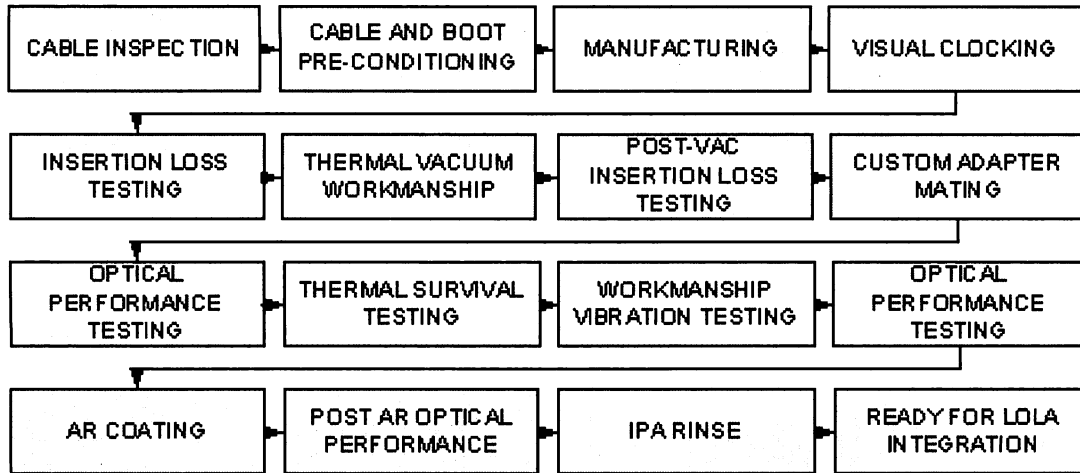 CABLE INSPECTION
CABLE AND BOOT
PRE-CONDITIONING
MANUFACTURING
VISUAL CLOCKING
INSERTION LOSS
TESTING
THERMAL VACUUM
WORKMANSHIP
POST-VAC
INSERTION LOSS
TESTING
CUSTOM ADAPTER
MATING
OPTICAL
PERFORMANCE
TESTING
THERMAL SURVIVAL
TESTING
WORKMANSHIP
VIBRATION TESTING
OPTICAL
PERFORMANCE
TESTING
AR COATING
POST AR OPTICAL
PERFORMANCE
IPA RINSE
READY FOR LOLA
INTEGRATION